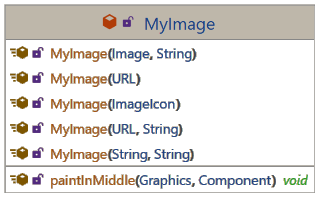 MyImage
MyImage(Image, String)
MyImage(URL)
MyImage(ImageIcon)
MyImage(URL, String)
MyImage(String, String)
paintInMiddle(Graphics, Component) void